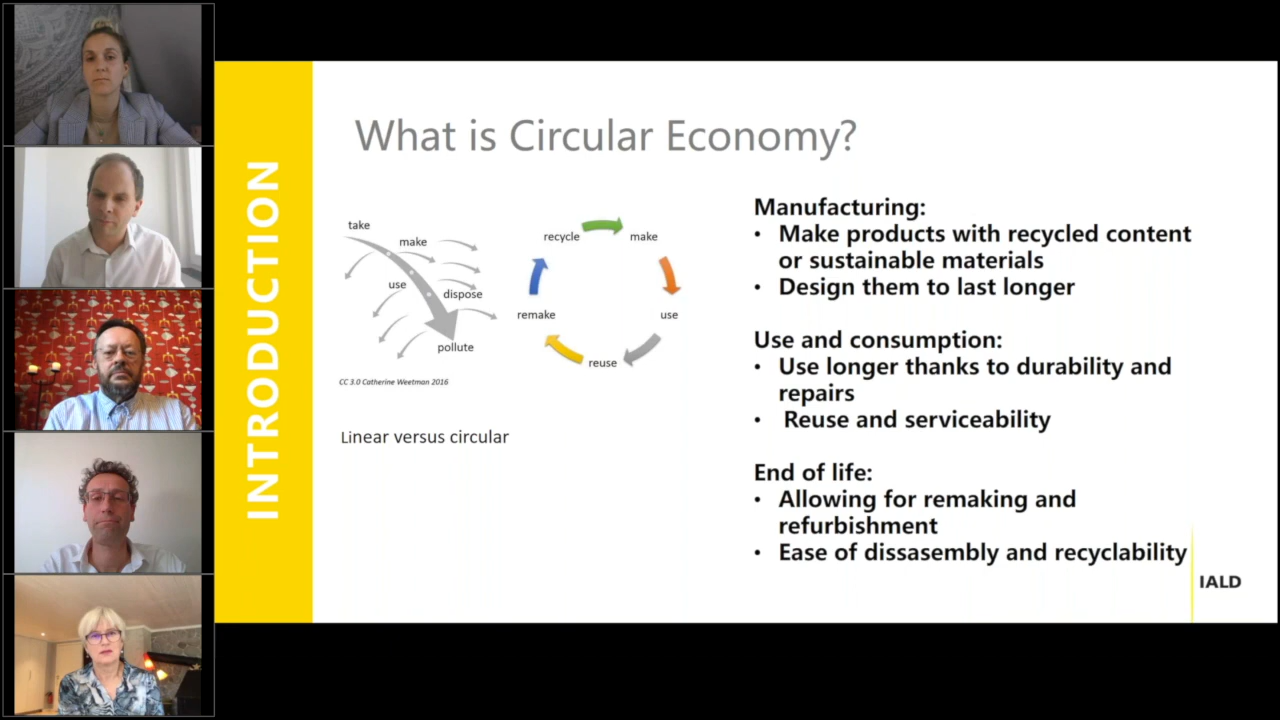 INTRODUCTION
What is Circular Economy?
take
make
use
dispose
pollute
CC 3.0 Catherine Weetman 2016
recycle
make
use
reuse
remake
Linear versus circular
Manufacturing:
• Make products with recycled content
or sustainable materials
• Design them to last longer
Use and consumption:
• Use longer thanks to durability and
repairs
• Reuse and serviceability
End of life:
• Allowing for remaking and
refurbishment
• Ease of dissasembly and recyclability
IALD